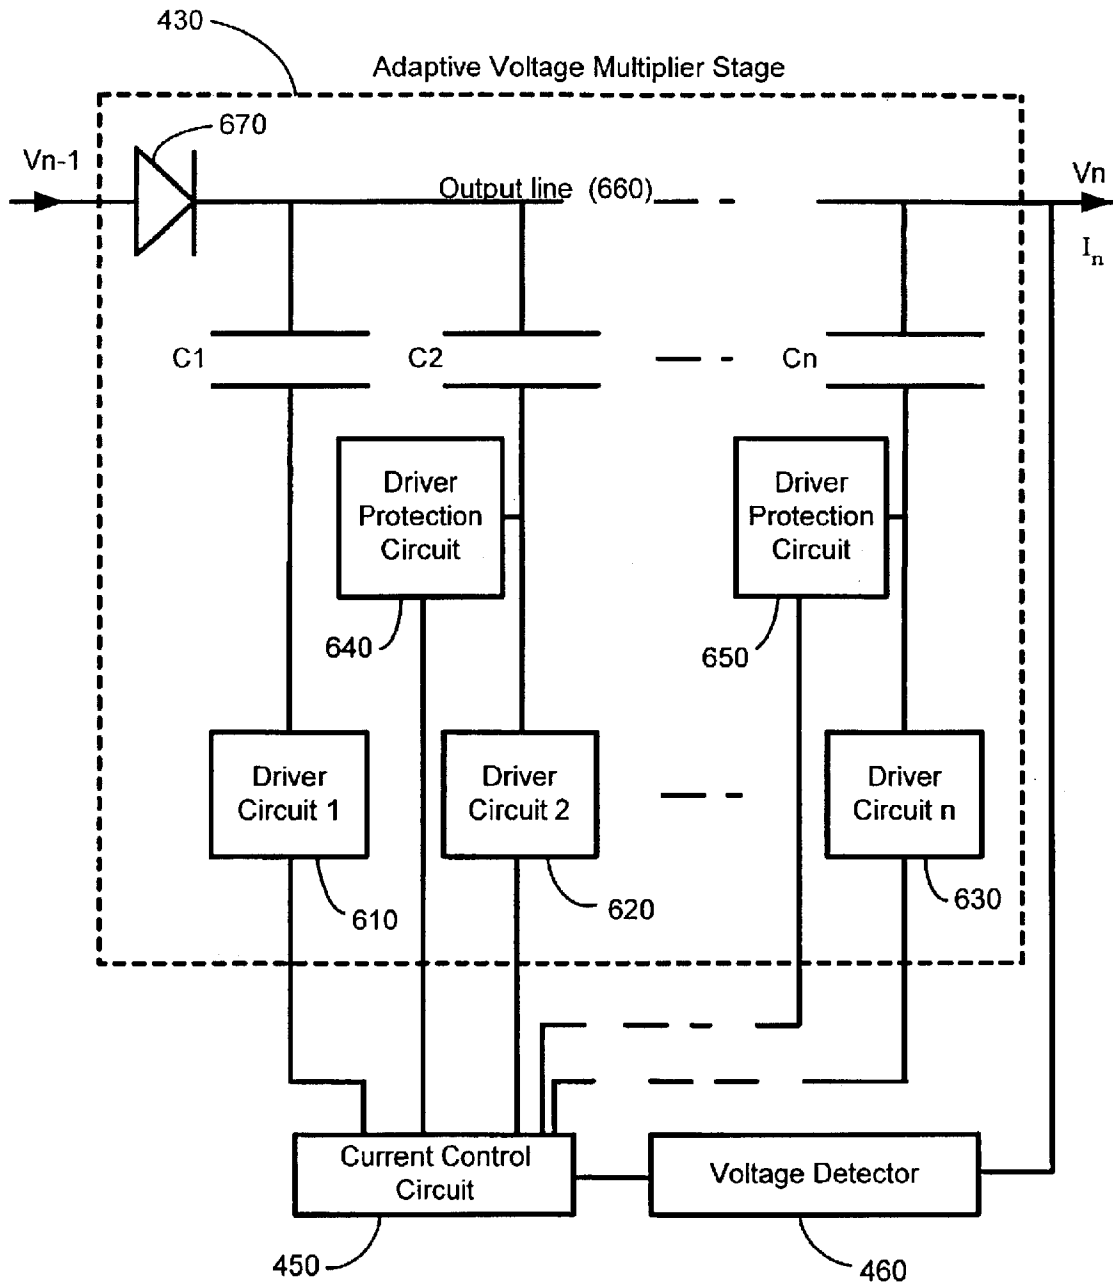 430
Adaptive Voltage Multiplier Stage
670
Vn-1
Output line (660)
Vn
In
C1
C2
Cn
Driver
Protection
Circuit
Driver
Protection
Circuit
640
650
Driver
Circuit 1
Driver
Circuit 2
Driver
Circuit n
610
620
630
Current Control
Circuit
Voltage Detector
450
460